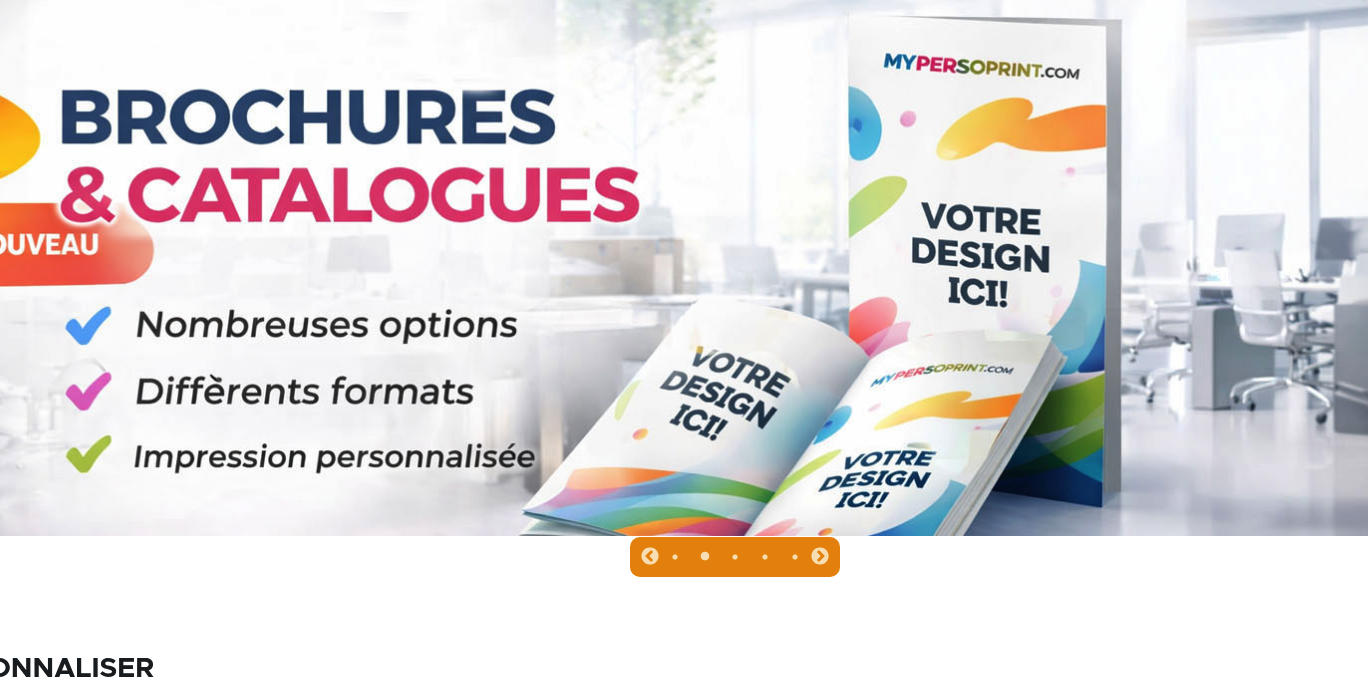 BROCHURES
& CATALOGUES
OUVEAU
Nombreuses options
Diffèrents formats
Impression personnalisée
MYPERSOPRINT.COM
VOTRE
DESIGN
ICI!
VOTRE
DESIGN
ICI!
MYPERSOPRINT.COM
VOTRE
DESIGN
ICI!
ONNALISER